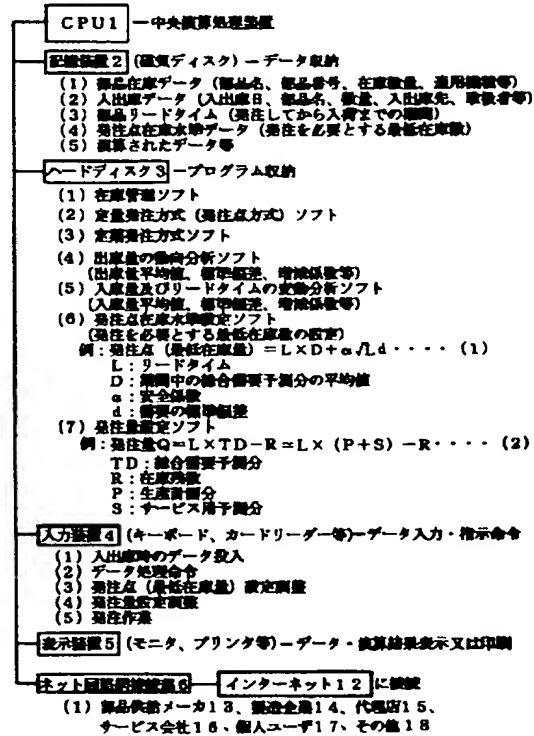 CPU1 ー中央演算処理装置
記憶装置2 (磁気ディスク) ーデータ収納
(1) 部品在庫データ (部品名、部品番号、在庫数量、適用機種等)
(2) 入出庫データ (入出庫日、部品名、数量、入出庫先、取扱者等)
(3) 部品リードタイム (発注してから入荷までの期間)
(4) 発注点在庫水準データ (発注を必要とする最低在庫数)
(5) 演算されたデータ等
ハードディスク3 ープログラム収納
(1) 在庫管理ソフト
(2) 定量発注方式 (発注点方式) ソフト
(3) 定期発注方式ソフト
(4) 出庫量の傾向分析ソフト
(出庫量平均値、標準偏差、増減係数等)
(5) 入庫量及びリードタイムの変動分析ソフト
(入庫量平均値、標準偏差、増減係数等)
(6) 発注点在庫水準設定ソフト
(発注を必要とする最低在庫数の設定)
例:発注点 (最低在庫量) =L×D+α√Ld・・・・ (1)
L:リードタイム
D:期間中の総合需要予測分の平均値
α:安全係数
d:需要の標準偏差
(7) 発注量設定ソフト
例:発注量Q=L×TD−R=L× (P+S) −R・・・・ (2)
TD:総合需要予測分
R:在庫残数
P:生産計画分
S:サービス用予測分
入力装置4 (キーボード、カードリーダー等)ーデータ入力・指示命令
(1) 入出庫時のデータ投入
(2) データ処理命令
(3) 発注点 (最低在庫量) 設定調整
(4) 発注量設定調整
(5) 発注作業
表示装置5 (モニタ、プリンタ等) ーデータ・演算結果表示又は印刷
ネット回路網接続器6 インターネット12 に接続
(1) 部品供給メーカ13、製造企業14、代理店15、
サービス会社16、個人ユーザ17、その他18